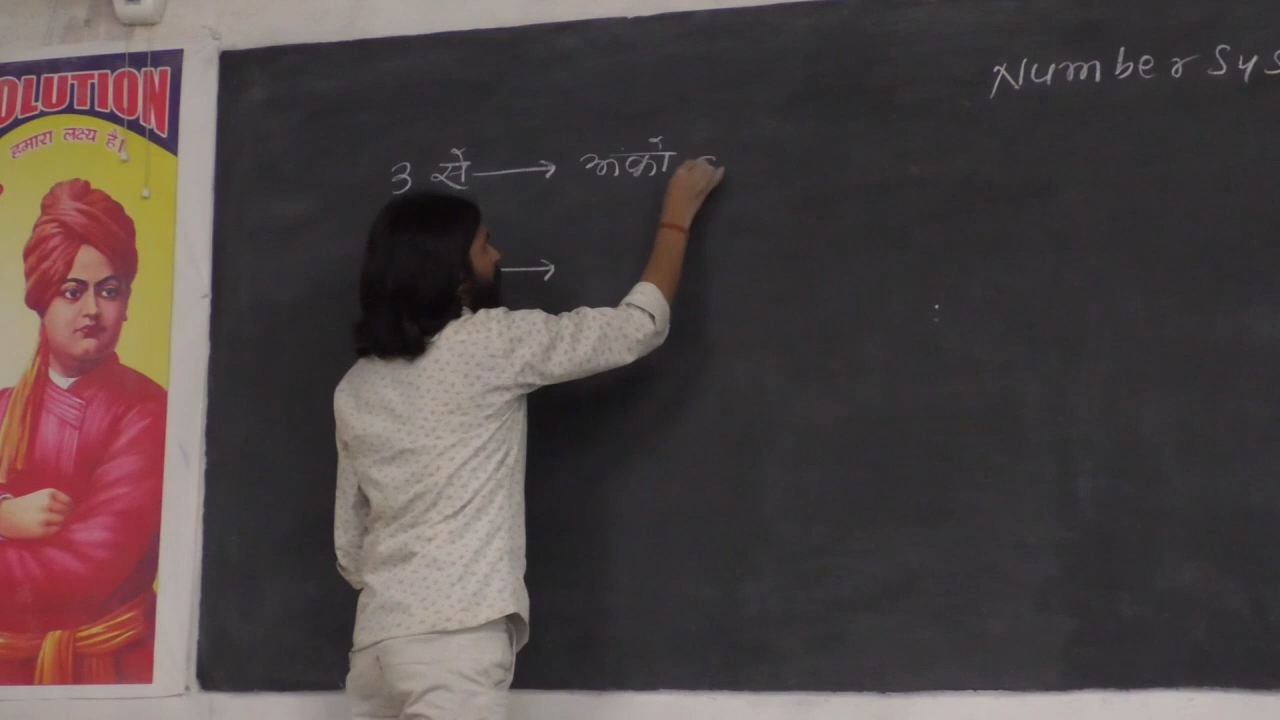 OLUTION
हमारा लक्ष्य है।
Number Sys
3 से → अंको
→